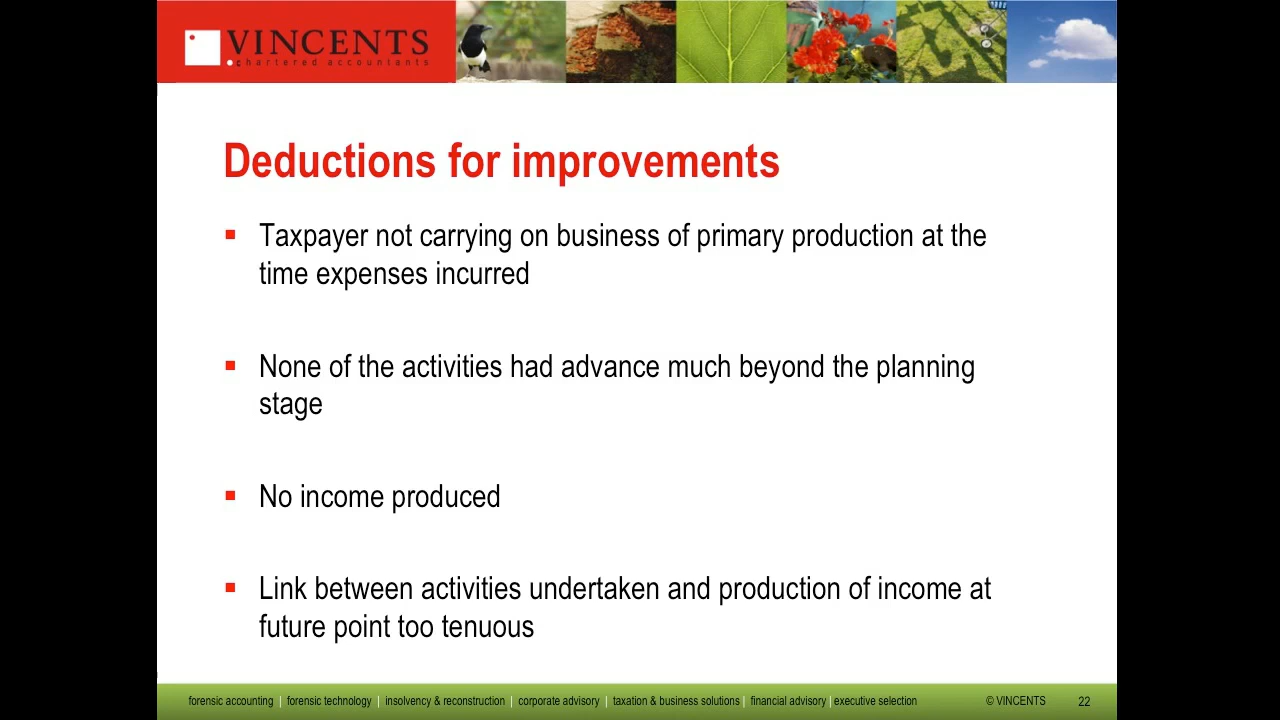 VINCENTS
chartered accountants
Deductions for improvements
Taxpayer not carrying on business of primary production at the
time expenses incurred
None of the activities had advance much beyond the planning
stage
No income produced
Link between activities undertaken and production of income at
future point too tenuous
forensic accounting | forensic technology | insolvency & reconstruction | corporate advisory | taxation & business solutions | financial advisory | executive selection © VINCENTS 22